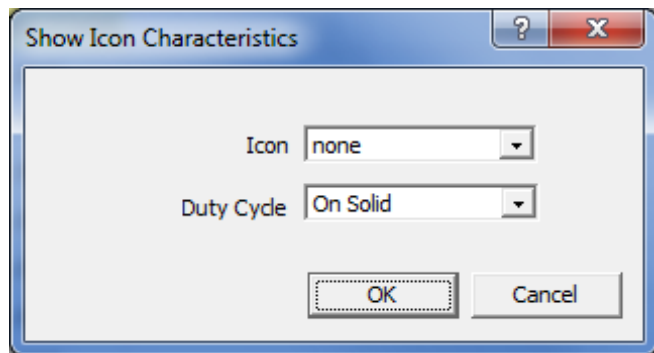 Show Icon Characteristics ? X
Icon none
Duty Cycle On Solid
OK Cancel